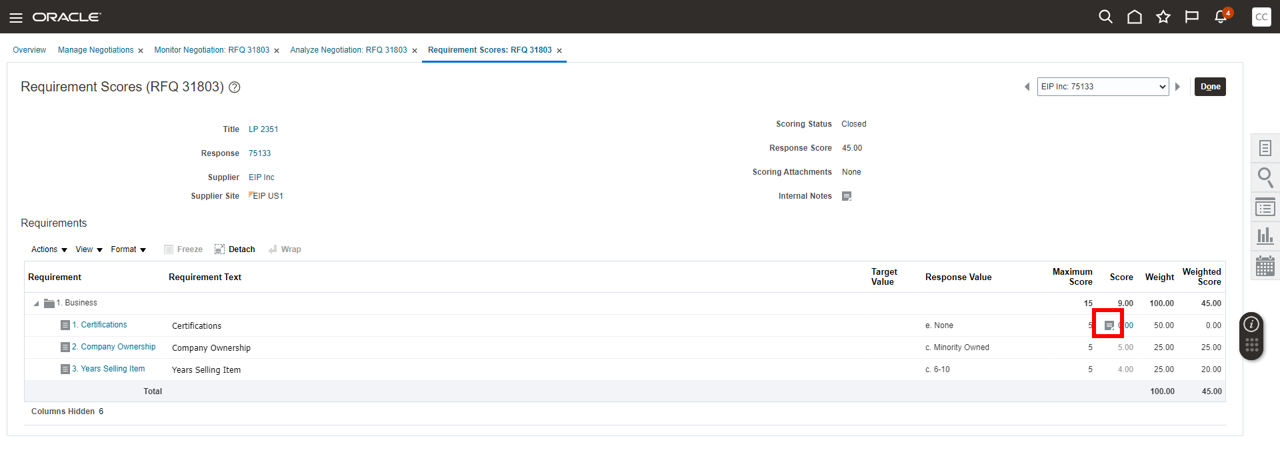 ORACLE
4
CC
Overview
Manage Negotiations ×
Monitor Negotiation: RFQ 31803 ×
Analyze Negotiation: RFQ 31803 ×
Requirement Scores: RFQ 31803 ×
Requirement Scores (RFQ 31803)
EIP Inc: 75133
Done
Title LP 2351
Response 75133
Supplier EIP Inc
Supplier Site EIP US1
Scoring Status Closed
Response Score 45.00
Scoring Attachments None
Internal Notes
Requirements
Actions View Format Freeze Detach Wrap
Requirement Requirement Text Target Value Response Value Maximum Score Score Weight Weighted Score
1. Business 15 9.00 100.00 45.00
1. Certifications Certifications e. None 5 0.00 50.00 0.00
2. Company Ownership Company Ownership c. Minority Owned 5 5.00 25.00 25.00
3. Years Selling Item Years Selling Item c. 6-10 5 4.00 25.00 20.00
Total 100.00 45.00
Columns Hidden 6